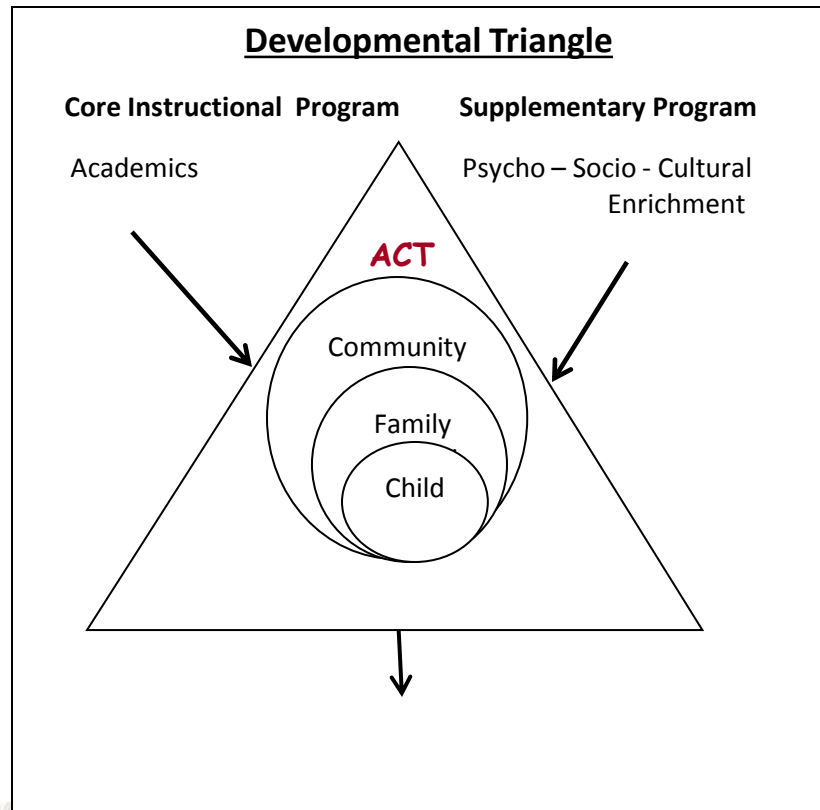 Developmental Triangle
Core Instructional Program
Supplementary Program
Academics
Psycho – Socio - Cultural
Enrichment
ACT
Community
Family
Child